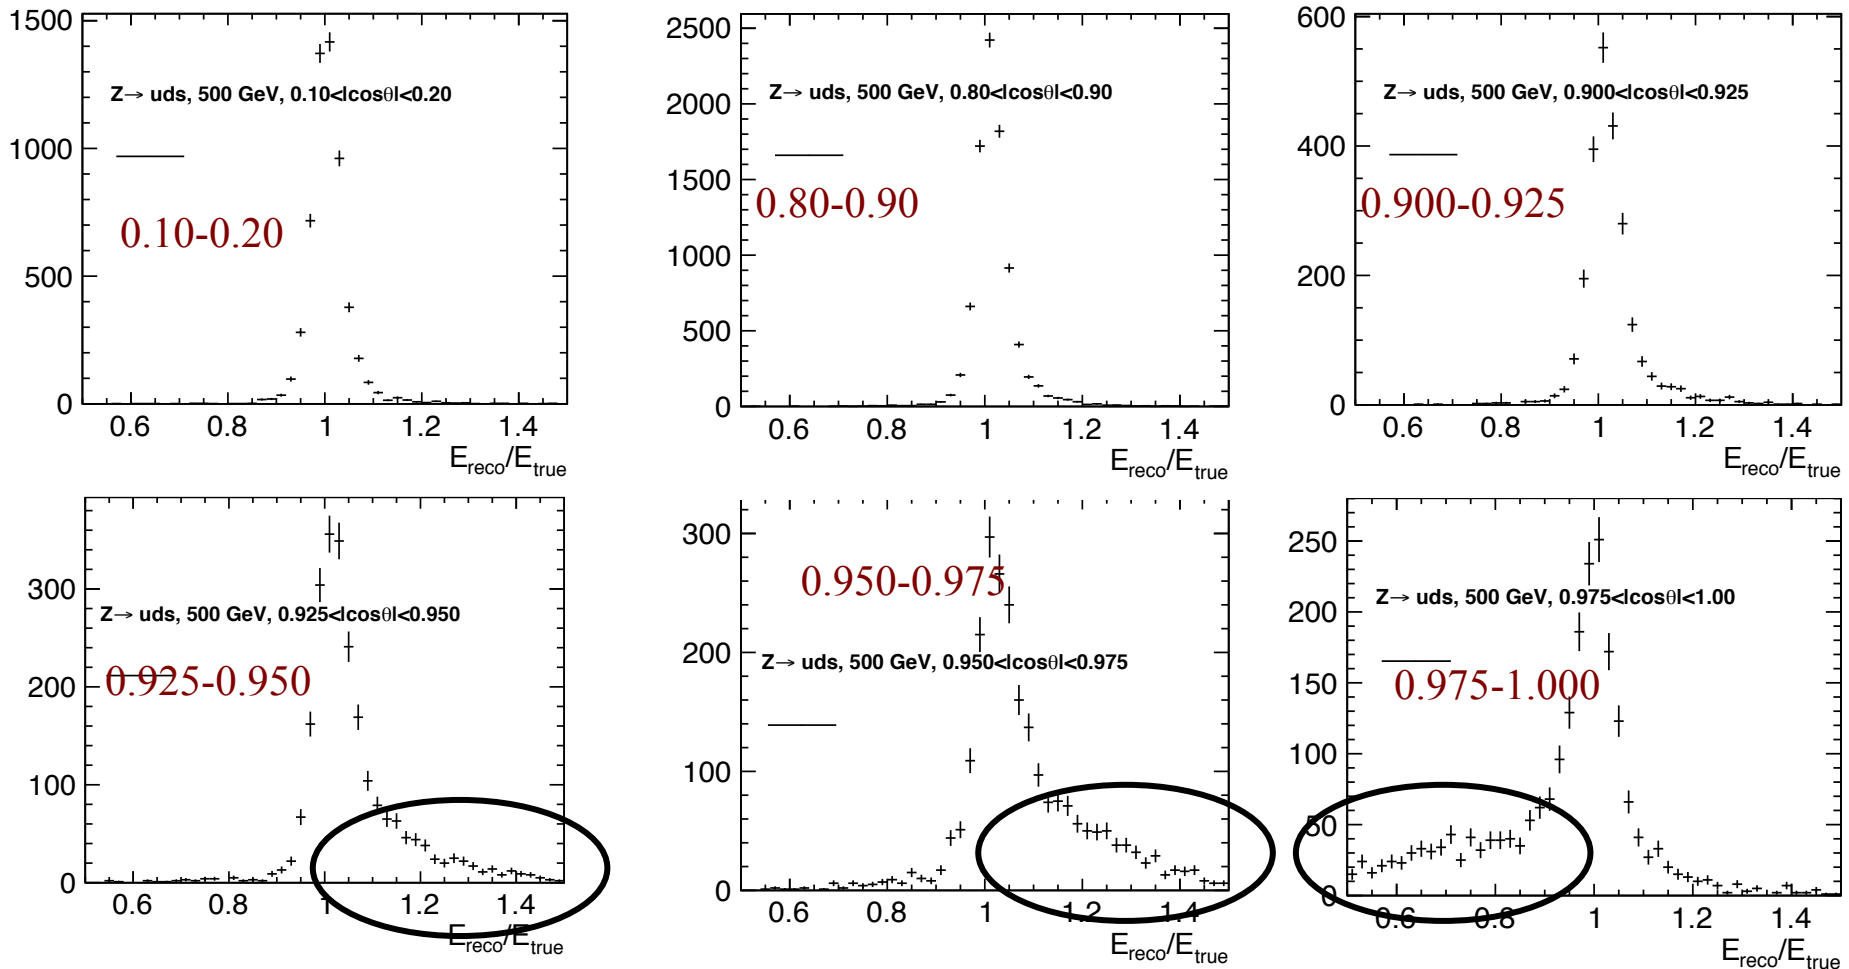 1500
1000
500
0
Z→ uds, 500 GeV, 0.10<|cosθ|<0.20
0.10-0.20
0.6 0.8 1 1.2 1.4
E_reco/E_true
2500
2000
1500
1000
500
0
Z→ uds, 500 GeV, 0.80<|cosθ|<0.90
0.80-0.90
0.6 0.8 1 1.2 1.4
E_reco/E_true
600
400
200
0
Z→ uds, 500 GeV, 0.900<|cosθ|<0.925
0.900-0.925
0.6 0.8 1 1.2 1.4
E_reco/E_true
300
200
100
0
Z→ uds, 500 GeV, 0.925<|cosθ|<0.950
0.925-0.950
0.6 0.8 1 1.2 1.4
E_reco/E_true
300
200
100
0
0.950-0.975
Z→ uds, 500 GeV, 0.950<|cosθ|<0.975
0.6 0.8 1 1.2 1.4
E_reco/E_true
250
200
150
100
50
0
Z→ uds, 500 GeV, 0.975<|cosθ|<1.00
0.975-1.000
0.6 0.8 1 1.2 1.4
E_reco/E_true